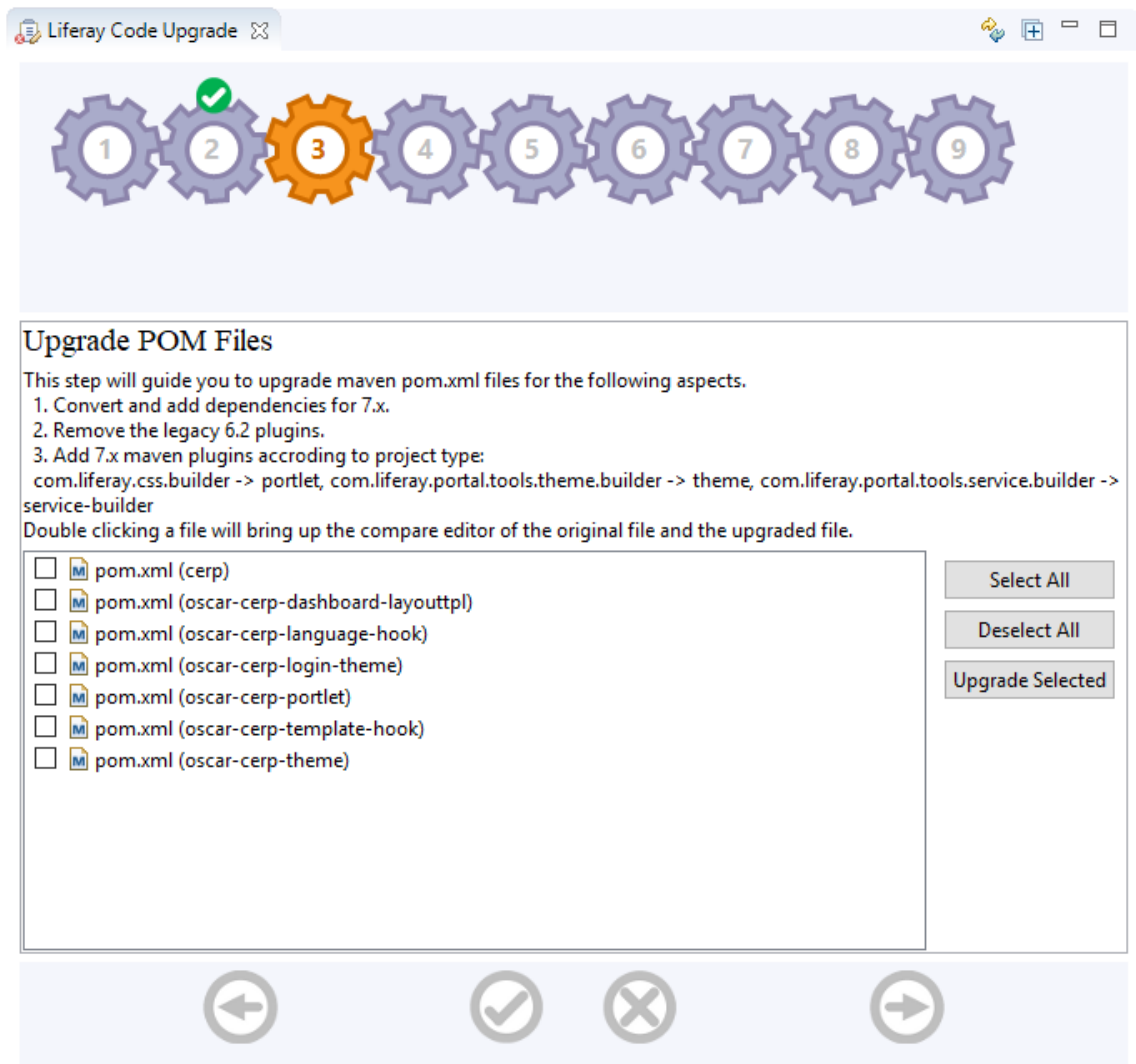 Liferay Code Upgrade
1 2 3 4 5 6 7 8 9
Upgrade POM Files
This step will guide you to upgrade maven pom.xml files for the following aspects.
1. Convert and add dependencies for 7.x.
2. Remove the legacy 6.2 plugins.
3. Add 7.x maven plugins accroding to project type:
com.liferay.css.builder -> portlet, com.liferay.portal.tools.theme.builder -> theme, com.liferay.portal.tools.service.builder ->
service-builder
Double clicking a file will bring up the compare editor of the original file and the upgraded file.
pom.xml (cerp)
pom.xml (oscar-cerp-dashboard-layouttpl)
pom.xml (oscar-cerp-language-hook)
pom.xml (oscar-cerp-login-theme)
pom.xml (oscar-cerp-portlet)
pom.xml (oscar-cerp-template-hook)
pom.xml (oscar-cerp-theme)
Select All
Deselect All
Upgrade Selected